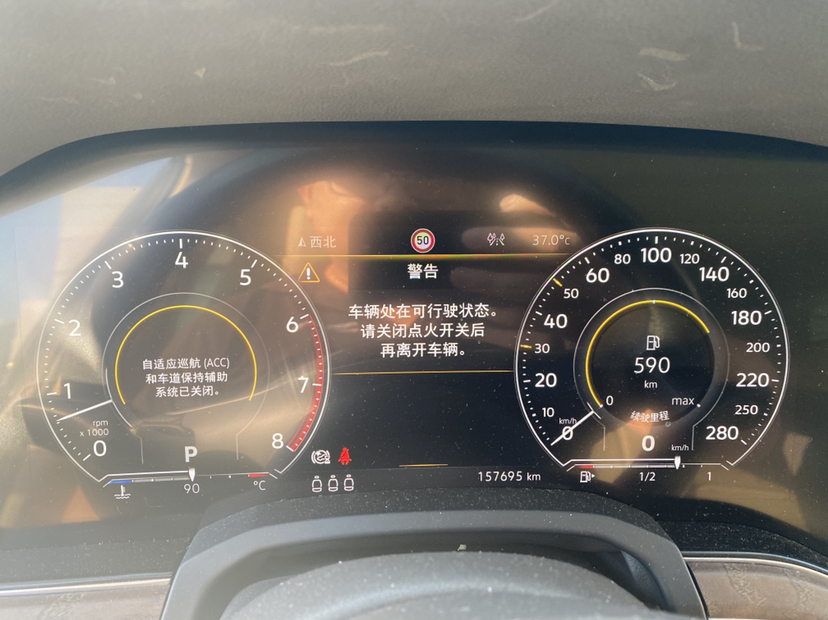 西北
50
37.0°C
警告
车辆处在可行驶状态。
请关闭点火开关后
再离开车辆。
0
1
2
3
4
5
6
7
8
rpm
x 1000
自适应巡航 (ACC)
和车道保持辅助
系统已关闭。
P
90
°C
157695 km
0
10
20
30
40
50
60
80
100
120
140
160
180
200
220
250
280
km/h
590
km
0
max
续驶里程
0 km/h
1/2
1